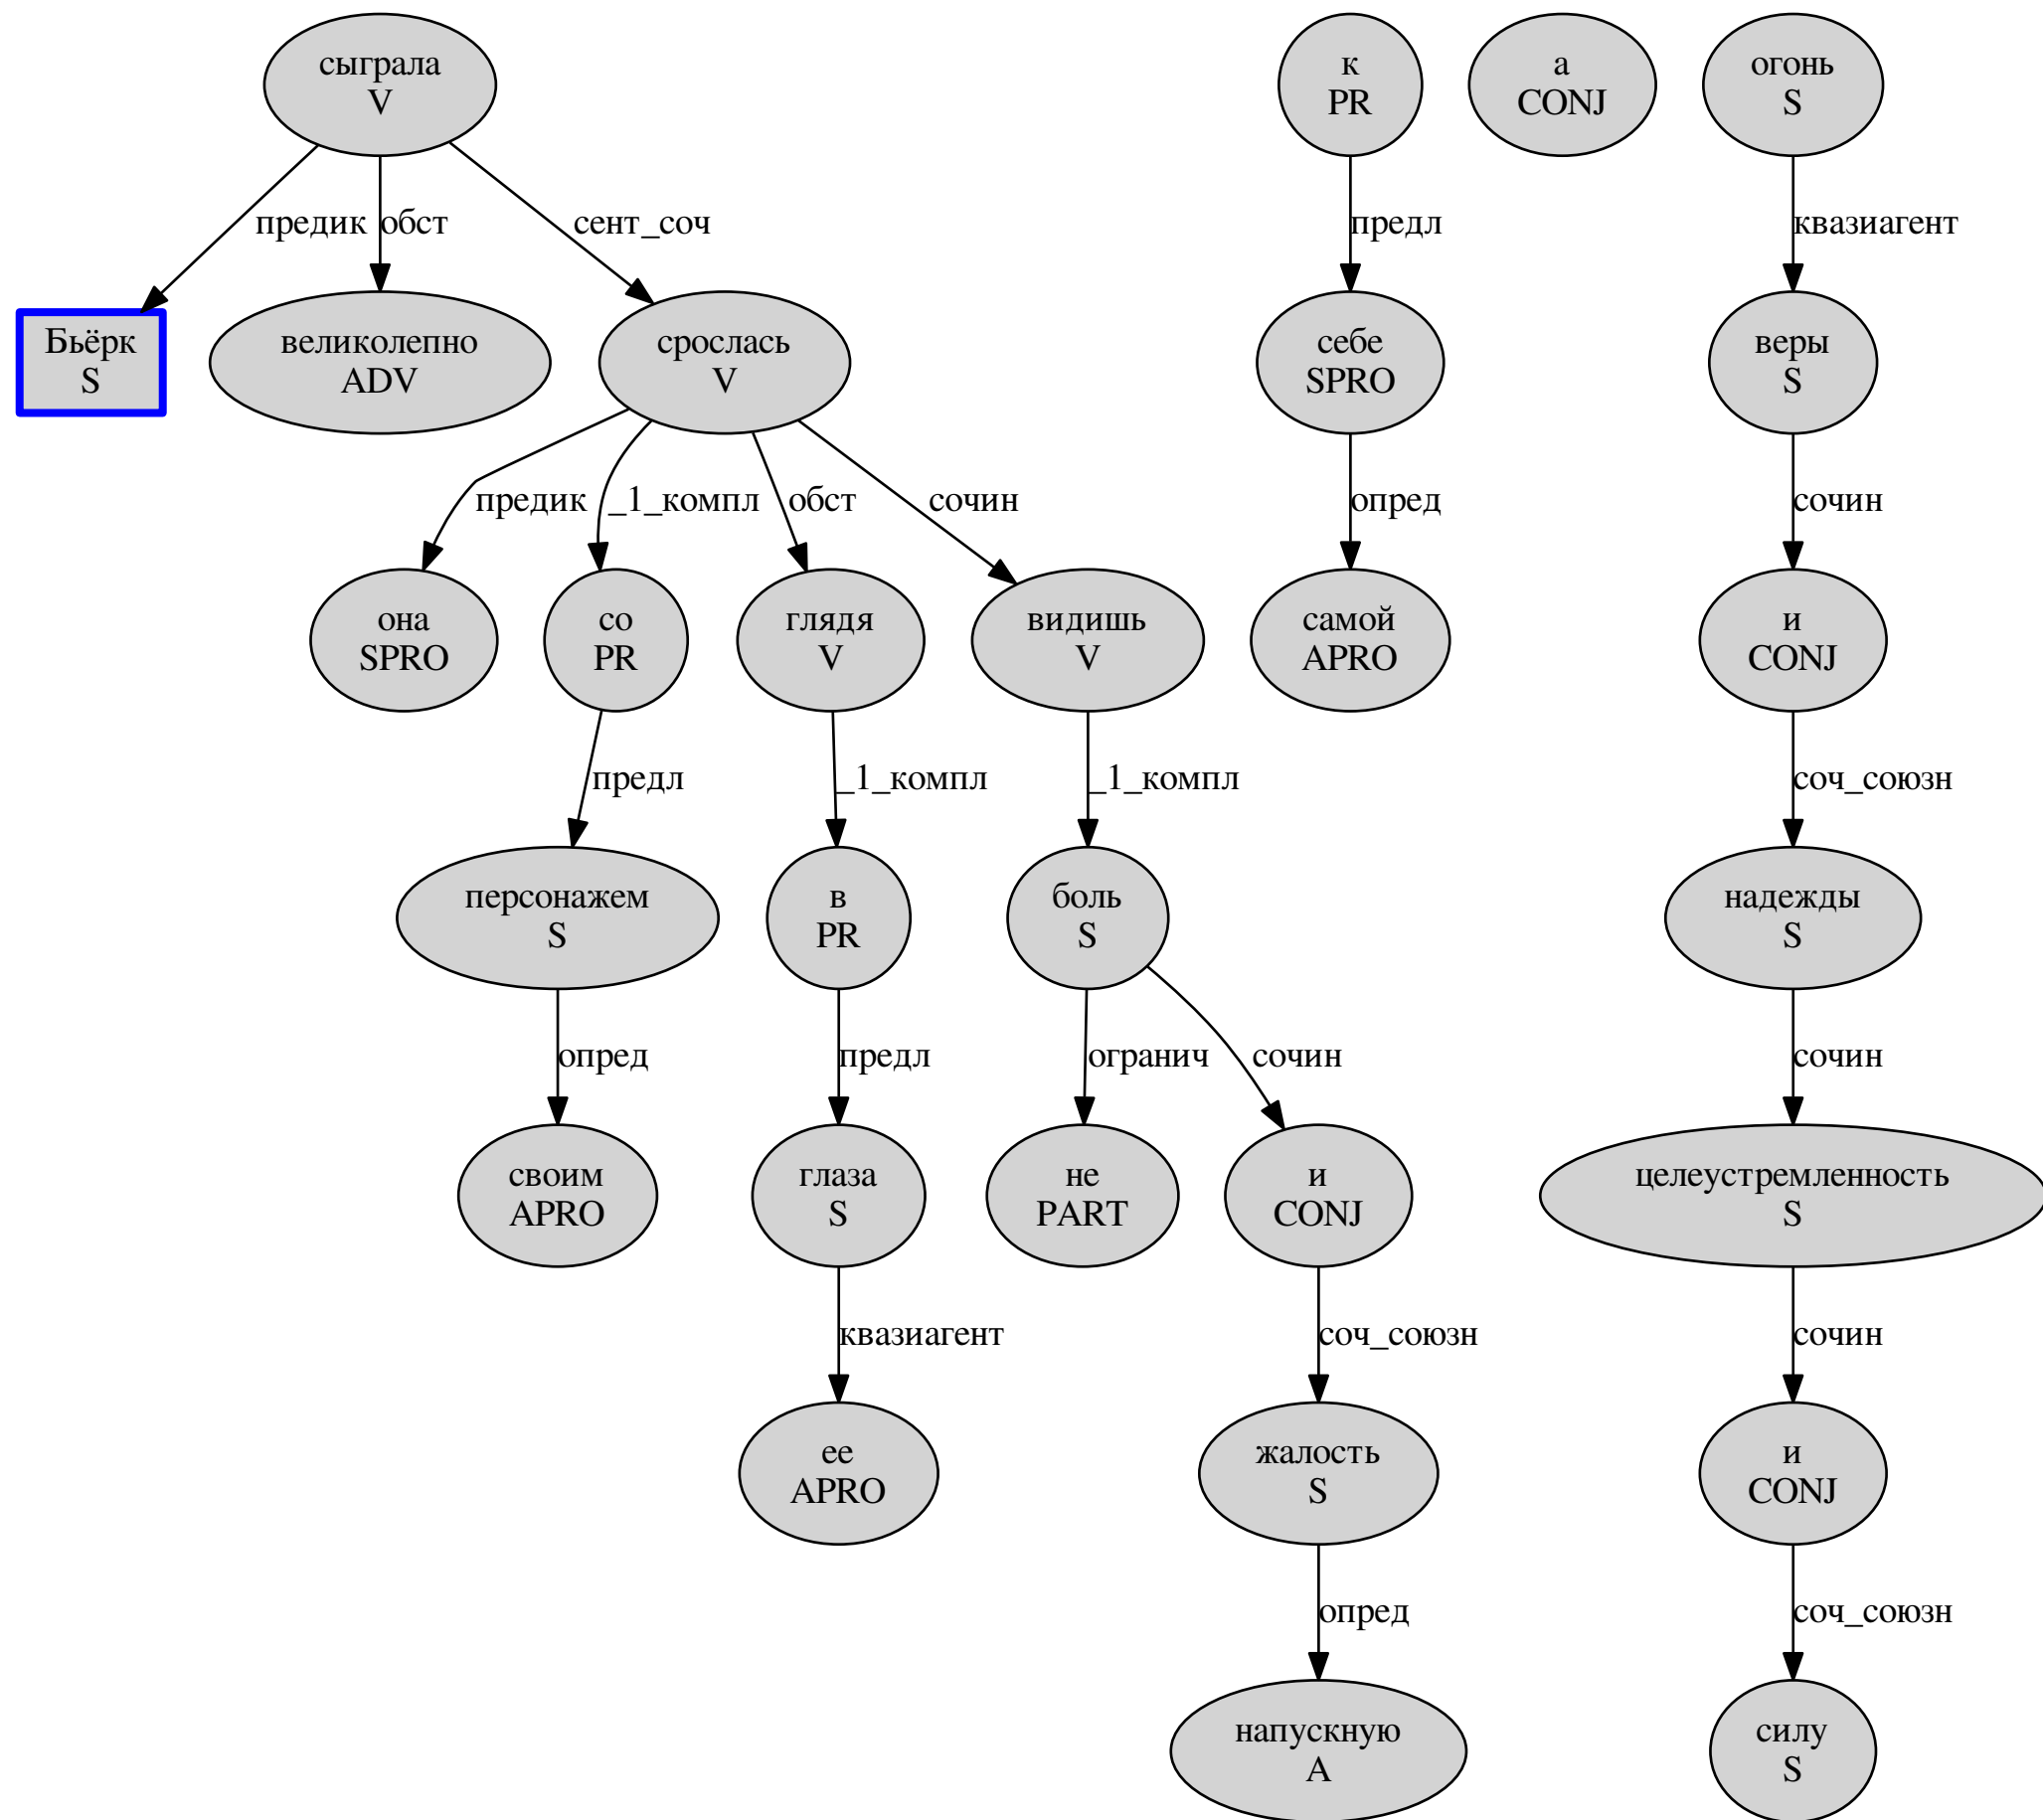 сыграла
V
к
PR
а
CONJ
огонь
S
предик
обст
сент_соч
предл
квазиагент
Бьёрк
S
великолепно
ADV
срослась
V
себе
SPRO
веры
S
предик
_1_компл
обст
сочин
опред
сочин
она
SPRO
со
PR
глядя
V
видишь
V
самой
APRO
и
CONJ
предл
_1_компл
_1_компл
соч_союзн
персонажем
S
в
PR
боль
S
надежды
S
опред
предл
огранич
сочин
сочин
своим
APRO
глаза
S
не
PART
и
CONJ
целеустремленность
S
квазиагент
соч_союзн
сочин
ее
APRO
жалость
S
и
CONJ
опред
соч_союзн
напускную
A
силу
S